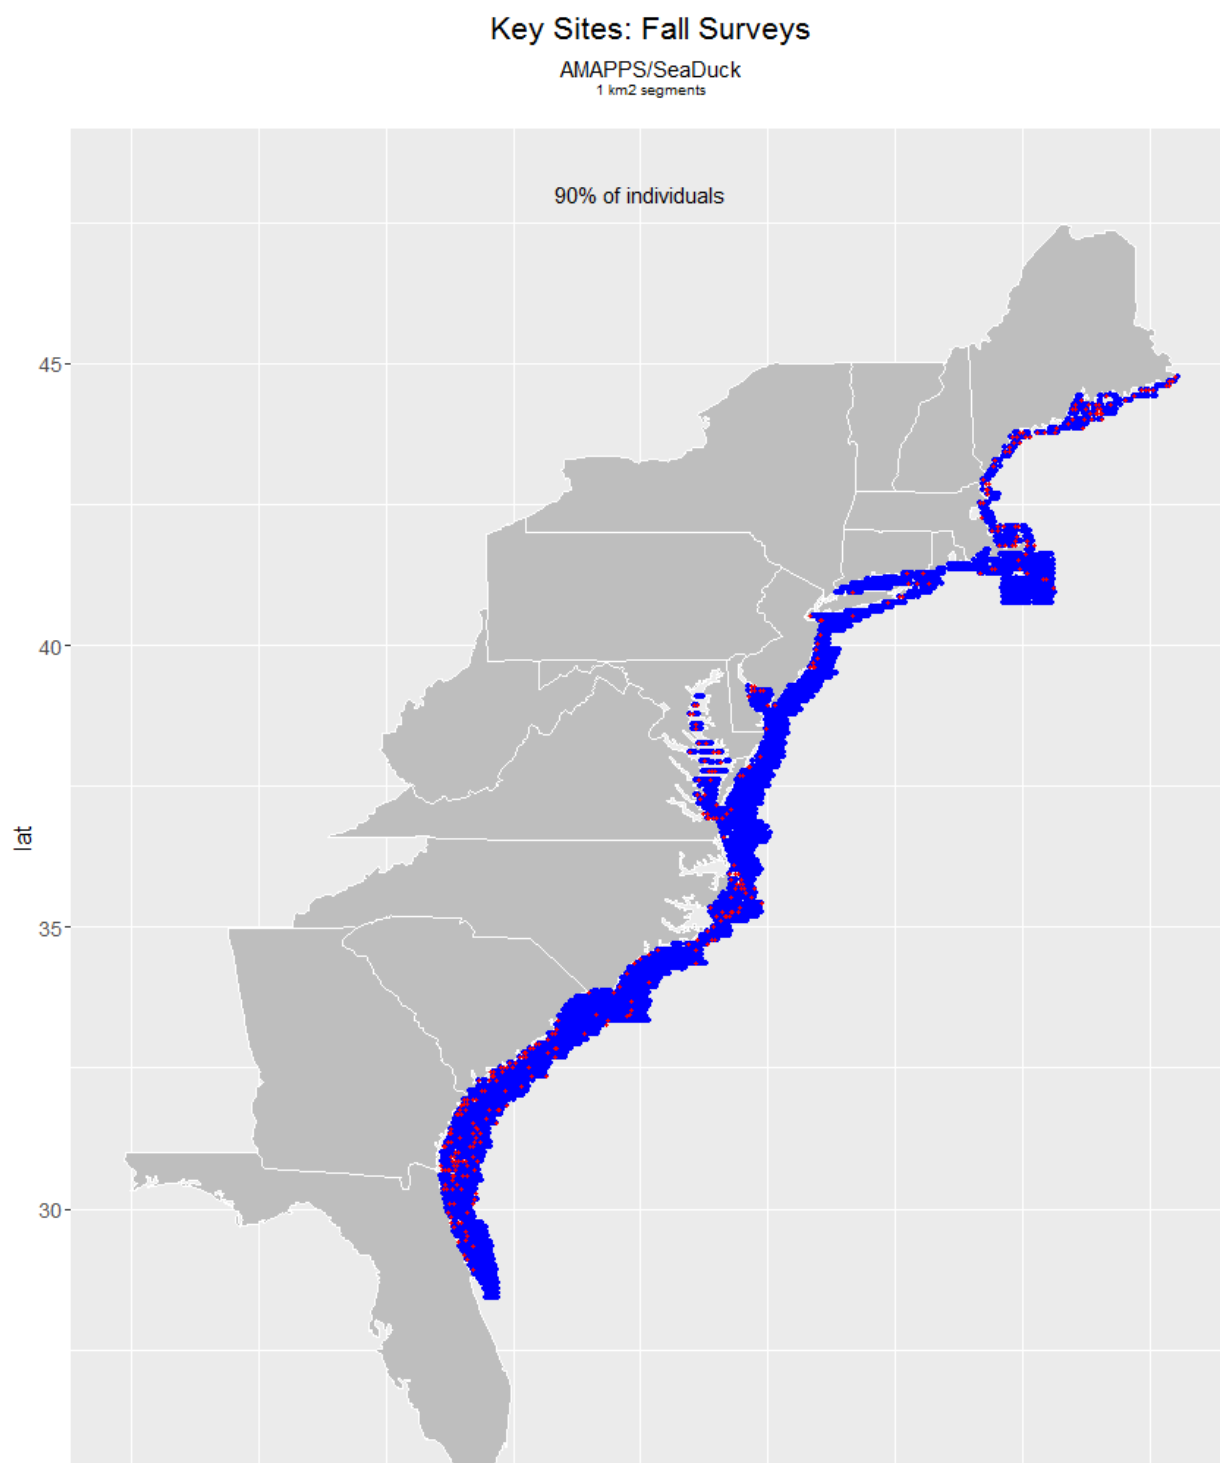 Key Sites: Fall Surveys
AMAPPS/SeaDuck
1 km2 segments
90% of individuals
45
40
35
30
lat